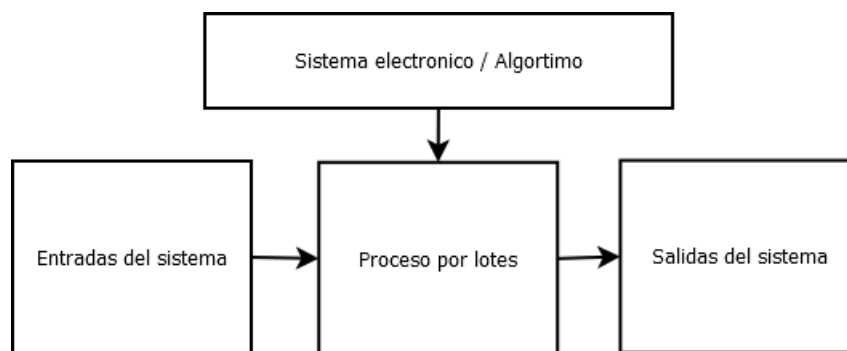 Sistema electronico / Algortimo
Entradas del sistema
Proceso por lotes
Salidas del sistema